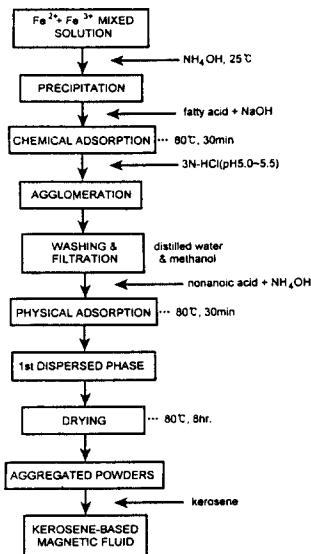 Fe²⁺+ Fe³⁺ MIXED
SOLUTION
NH₄OH, 25℃
PRECIPITATION
fatty acid + NaOH
CHEMICAL ADSORPTION ··· 80℃, 30min
3N-HCl(pH5.0~5.5)
AGGLOMERATION
WASHING & distilled water
FILTRATION & methanol
nonanoic acid + NH₄OH
PHYSICAL ADSORPTION ··· 80℃, 30min
1st DISPERSED PHASE
DRYING ··· 80℃, 8hr.
AGGREGATED POWDERS
kerosene
KEROSENE-BASED
MAGNETIC FLUID